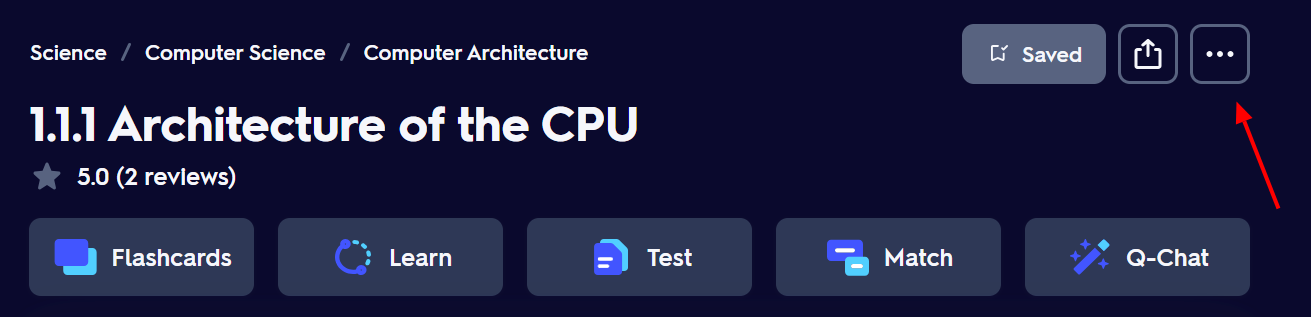 Science / Computer Science / Computer Architecture
Saved
1.1.1 Architecture of the CPU
5.0 (2 reviews)
Flashcards
Learn
Test
Match
Q-Chat